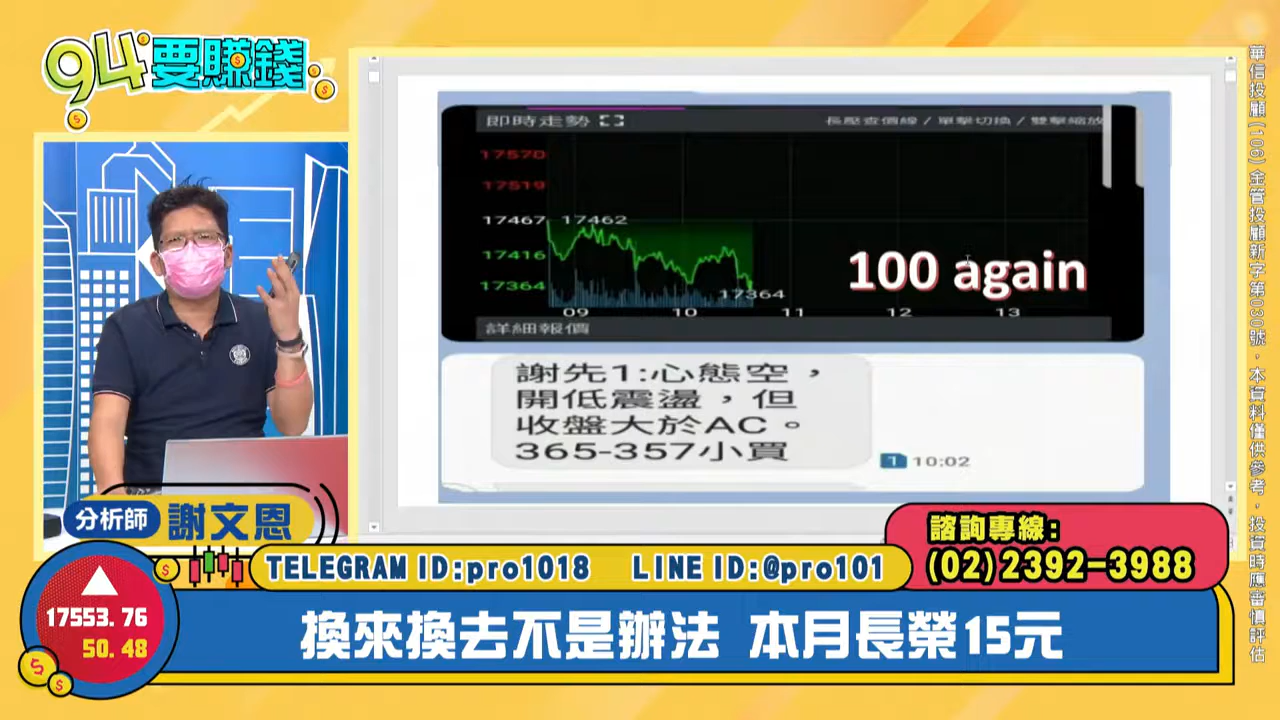 94要賺錢
即時走勢
長壓查價線 / 單擊切換 / 雙擊縮放
17570
17519
17467
17462
17416
17364
17364
09 10 11 12 13
100 again
詳細報價
謝先1:心態空，
開低震盪，但
收盤大於AC。
365-357小買
1 10:02
分析師 謝文恩
諮詢專線:
(02)2392-3988
TELEGRAM ID:pro1018 LINE ID:@pro101
17553.76
50.48
換來換去不是辦法 本月長榮15元
華信投顧(106)金管投顧新字第030號，本資料僅供參考，投資時應審慎評估